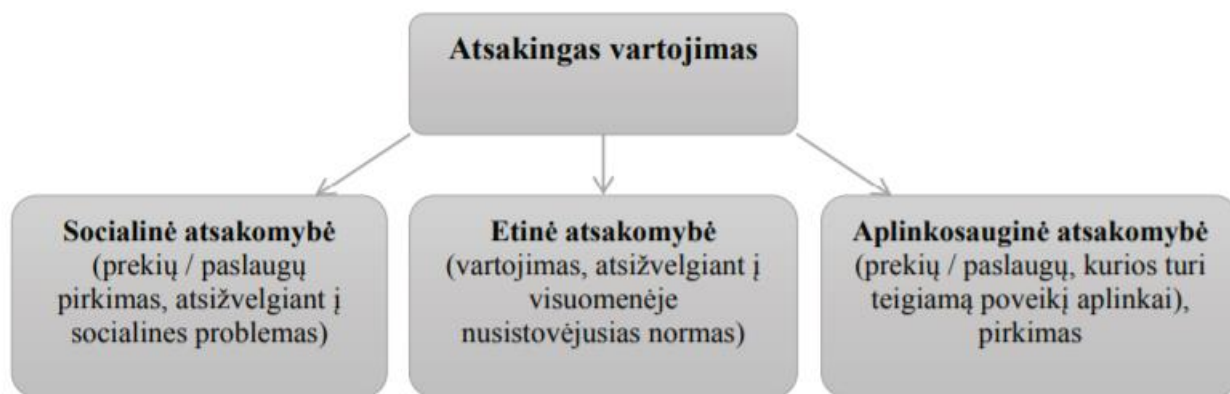 Atsakingas vartojimas
Socialinė atsakomybė
(prekių / paslaugų
pirkimas, atsižvelgiant į
socialines problemas)
Etinė atsakomybė
(vartojimas, atsižvelgiant į
visuomenėje
nusistovėjusias normas)
Aplinkosauginė atsakomybė
(prekių / paslaugų, kurios turi
teigiamą poveikį aplinkai),
pirkimas